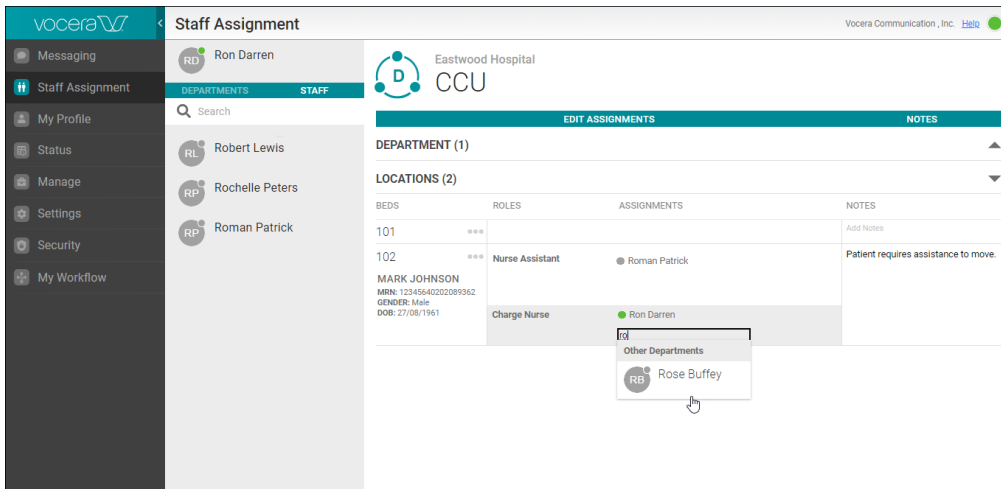 vocera
Staff Assignment
Vocera Communication , Inc. Help
Messaging
Staff Assignment
My Profile
Status
Manage
Settings
Security
My Workflow
RD Ron Darren
DEPARTMENTS STAFF
Search
RL Robert Lewis
RP Rochelle Peters
RP Roman Patrick
D
Eastwood Hospital
CCU
EDIT ASSIGNMENTS NOTES
DEPARTMENT (1)
LOCATIONS (2)
BEDS ROLES ASSIGNMENTS NOTES
101 Add Notes
102 Nurse Assistant Roman Patrick Patient requires assistance to move.
MARK JOHNSON
MRN: 12345640202089362
GENDER: Male
DOB: 27/08/1961 Charge Nurse Ron Darren
ro
Other Departments
RB Rose Buffey